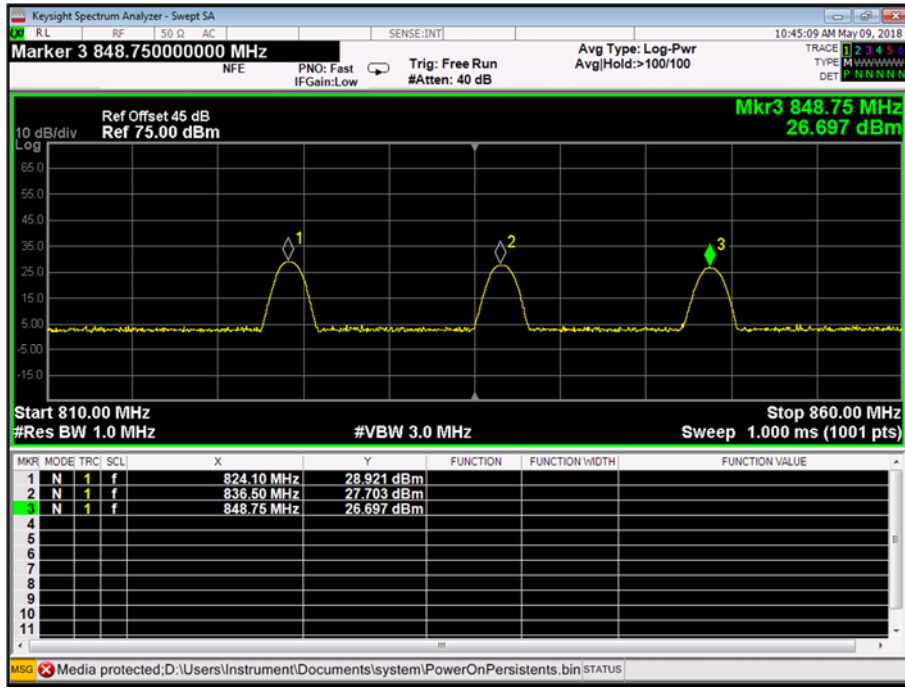 Keysight Spectrum Analyzer - Swept SA
LXI RL RF 50 Ω AC SENSE:INT 10:45:09 AM May 09, 2018
Marker 3 848.750000000 MHz Avg Type: Log-Pwr TRACE 1 2 3 4 5 6
NFE PNO: Fast Trig: Free Run Avg|Hold:>100/100 TYPE M WWWWW
IFGain:Low #Atten: 40 dB DET P N N N N N
Mkr3 848.75 MHz
26.697 dBm
Ref Offset 45 dB
10 dB/div Ref 75.00 dBm
Log
65.0
55.0
45.0
1 2 3
35.0
25.0
15.0
5.00
-5.00
-15.0
Start 810.00 MHz Stop 860.00 MHz
#Res BW 1.0 MHz #VBW 3.0 MHz Sweep 1.000 ms (1001 pts)
MKR MODE TRC SCL X Y FUNCTION FUNCTION WIDTH FUNCTION VALUE
1 N 1 f 824.10 MHz 28.921 dBm
2 N 1 f 836.50 MHz 27.703 dBm
3 N 1 f 848.75 MHz 26.697 dBm
4
5
6
7
8
9
10
11
MSG Media protected;D:\Users\Instrument\Documents\system\PowerOnPersistents.bin STATUS